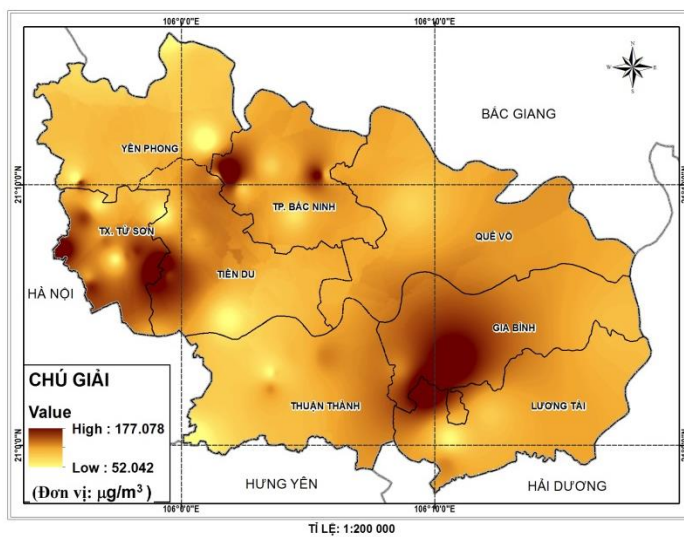 106°0'0"E 106°10'0"E
N
W E
S
BẮC GIANG
YÊN PHONG
21°10'0"N
TP. BẮC NINH
TX. TỪ SƠN
QUẾ VÕ
TIÊN DU
HÀ NỘI
GIA BÌNH
CHÚ GIẢI
Value
High : 177.078
Low : 52.042
(Đơn vị: µg/m³)
THUẬN THÀNH
LƯƠNG TÀI
21°0'0"N
HƯNG YÊN
HẢI DƯƠNG
106°0'0"E 106°10'0"E
TỈ LỆ: 1:200 000